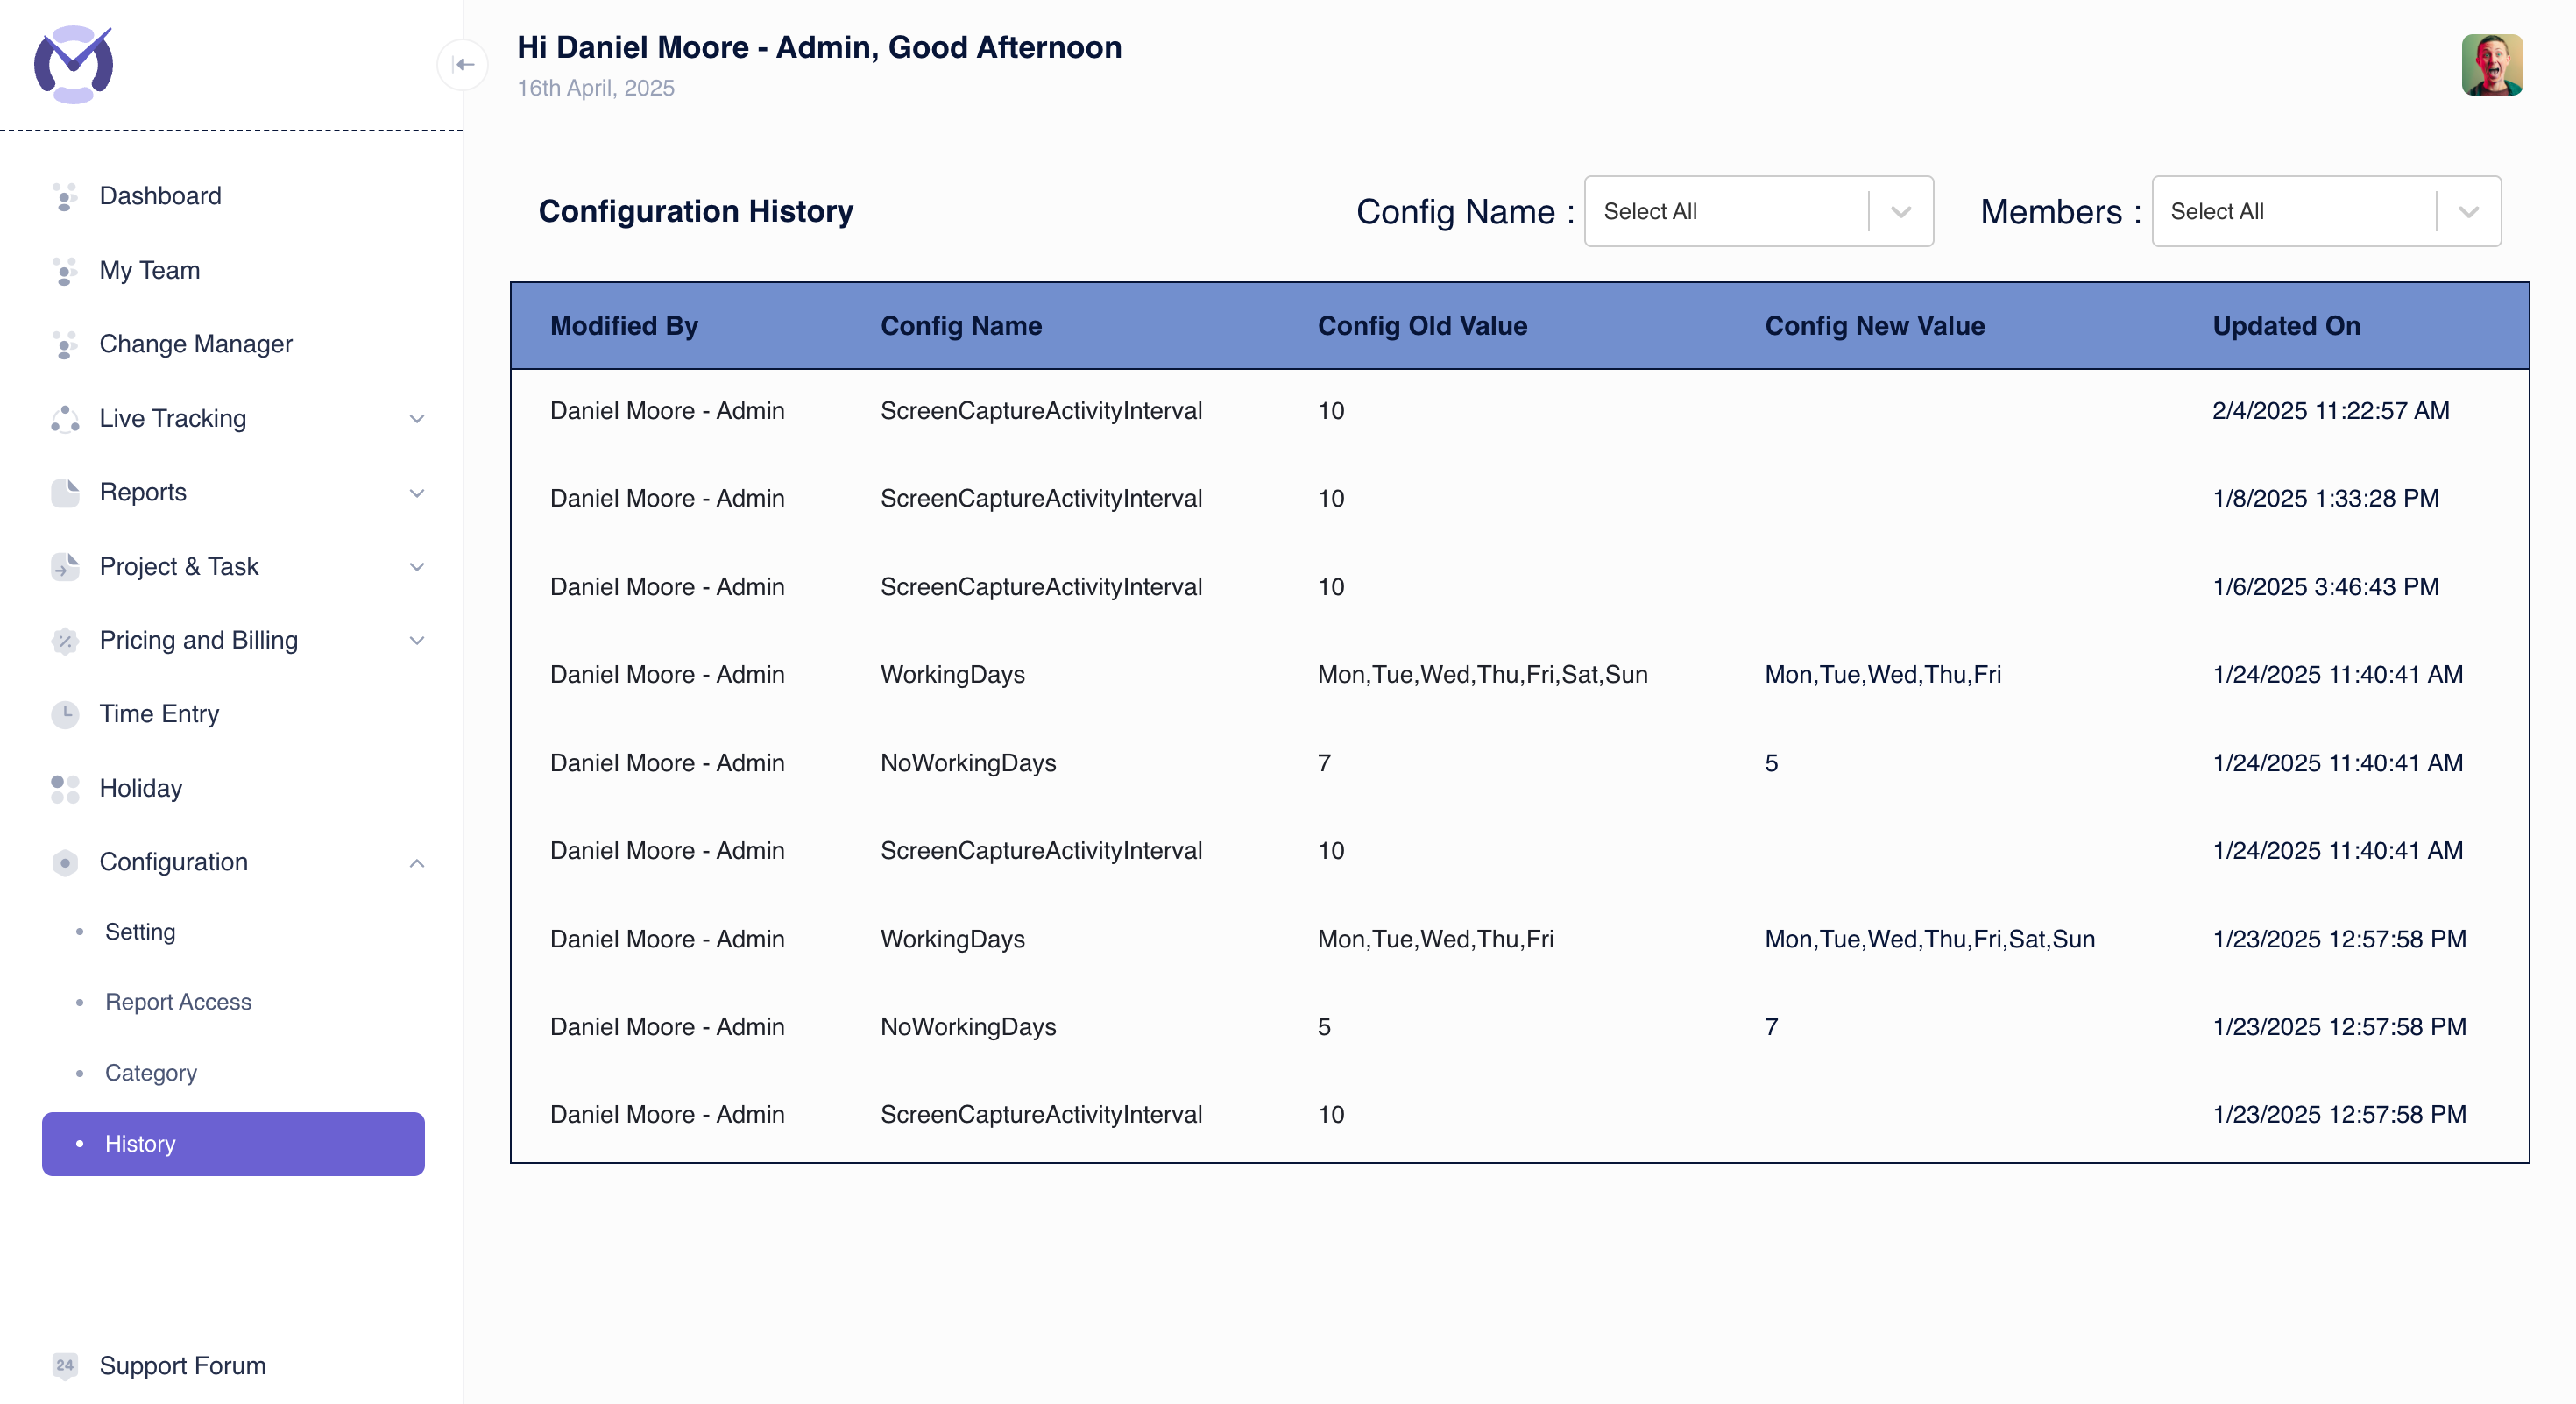 Hi Daniel Moore - Admin, Good Afternoon
16th April, 2025
Dashboard
My Team
Change Manager
Live Tracking
Reports
Project & Task
Pricing and Billing
Time Entry
Holiday
Configuration
Setting
Report Access
Category
History
24 Support Forum
Configuration History Config Name : Select All Members : Select All
Modified By Config Name Config Old Value Config New Value Updated On
Daniel Moore - Admin ScreenCaptureActivityInterval 10 2/4/2025 11:22:57 AM
Daniel Moore - Admin ScreenCaptureActivityInterval 10 1/8/2025 1:33:28 PM
Daniel Moore - Admin ScreenCaptureActivityInterval 10 1/6/2025 3:46:43 PM
Daniel Moore - Admin WorkingDays Mon,Tue,Wed,Thu,Fri,Sat,Sun Mon,Tue,Wed,Thu,Fri 1/24/2025 11:40:41 AM
Daniel Moore - Admin NoWorkingDays 7 5 1/24/2025 11:40:41 AM
Daniel Moore - Admin ScreenCaptureActivityInterval 10 1/24/2025 11:40:41 AM
Daniel Moore - Admin WorkingDays Mon,Tue,Wed,Thu,Fri Mon,Tue,Wed,Thu,Fri,Sat,Sun 1/23/2025 12:57:58 PM
Daniel Moore - Admin NoWorkingDays 5 7 1/23/2025 12:57:58 PM
Daniel Moore - Admin ScreenCaptureActivityInterval 10 1/23/2025 12:57:58 PM